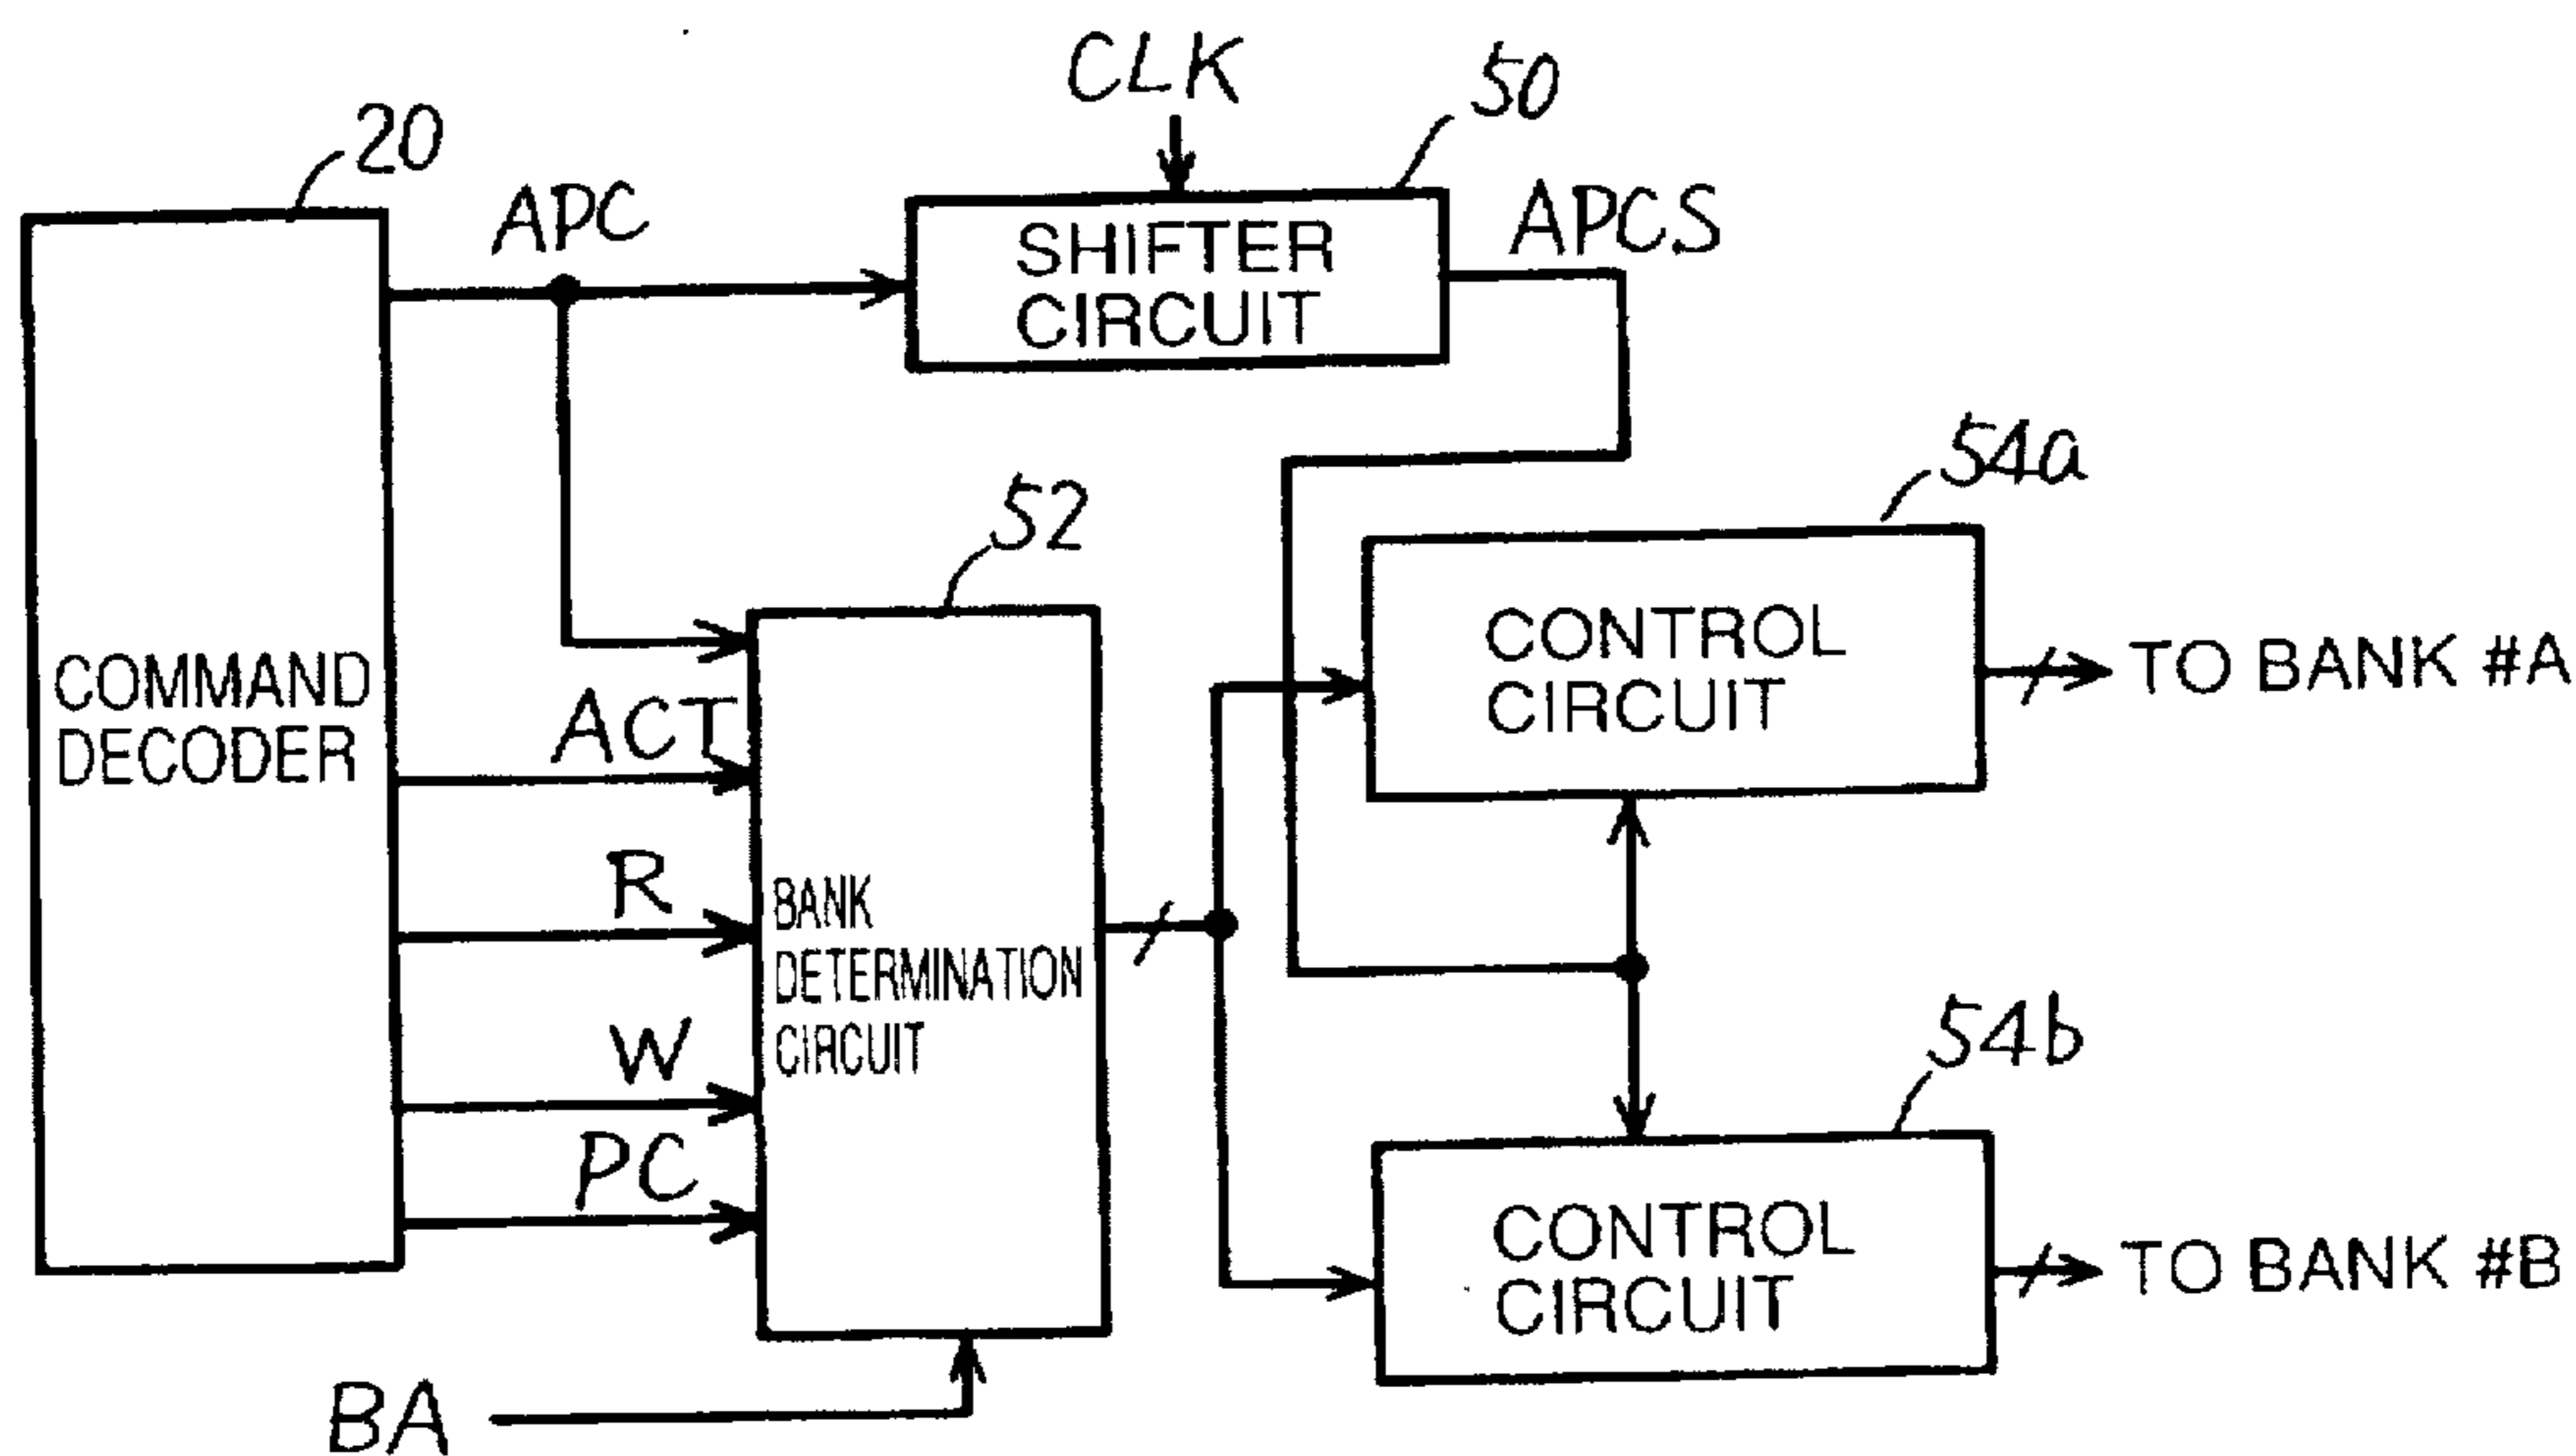 CLK
50
20
APC
SHIFTER
CIRCUIT
APCS
54a
52
COMMAND
DECODER
ACT
CONTROL
CIRCUIT
TO BANK #A
R
BANK
DETERMINATION
CIRCUIT
W
54b
PC
CONTROL
CIRCUIT
TO BANK #B
BA